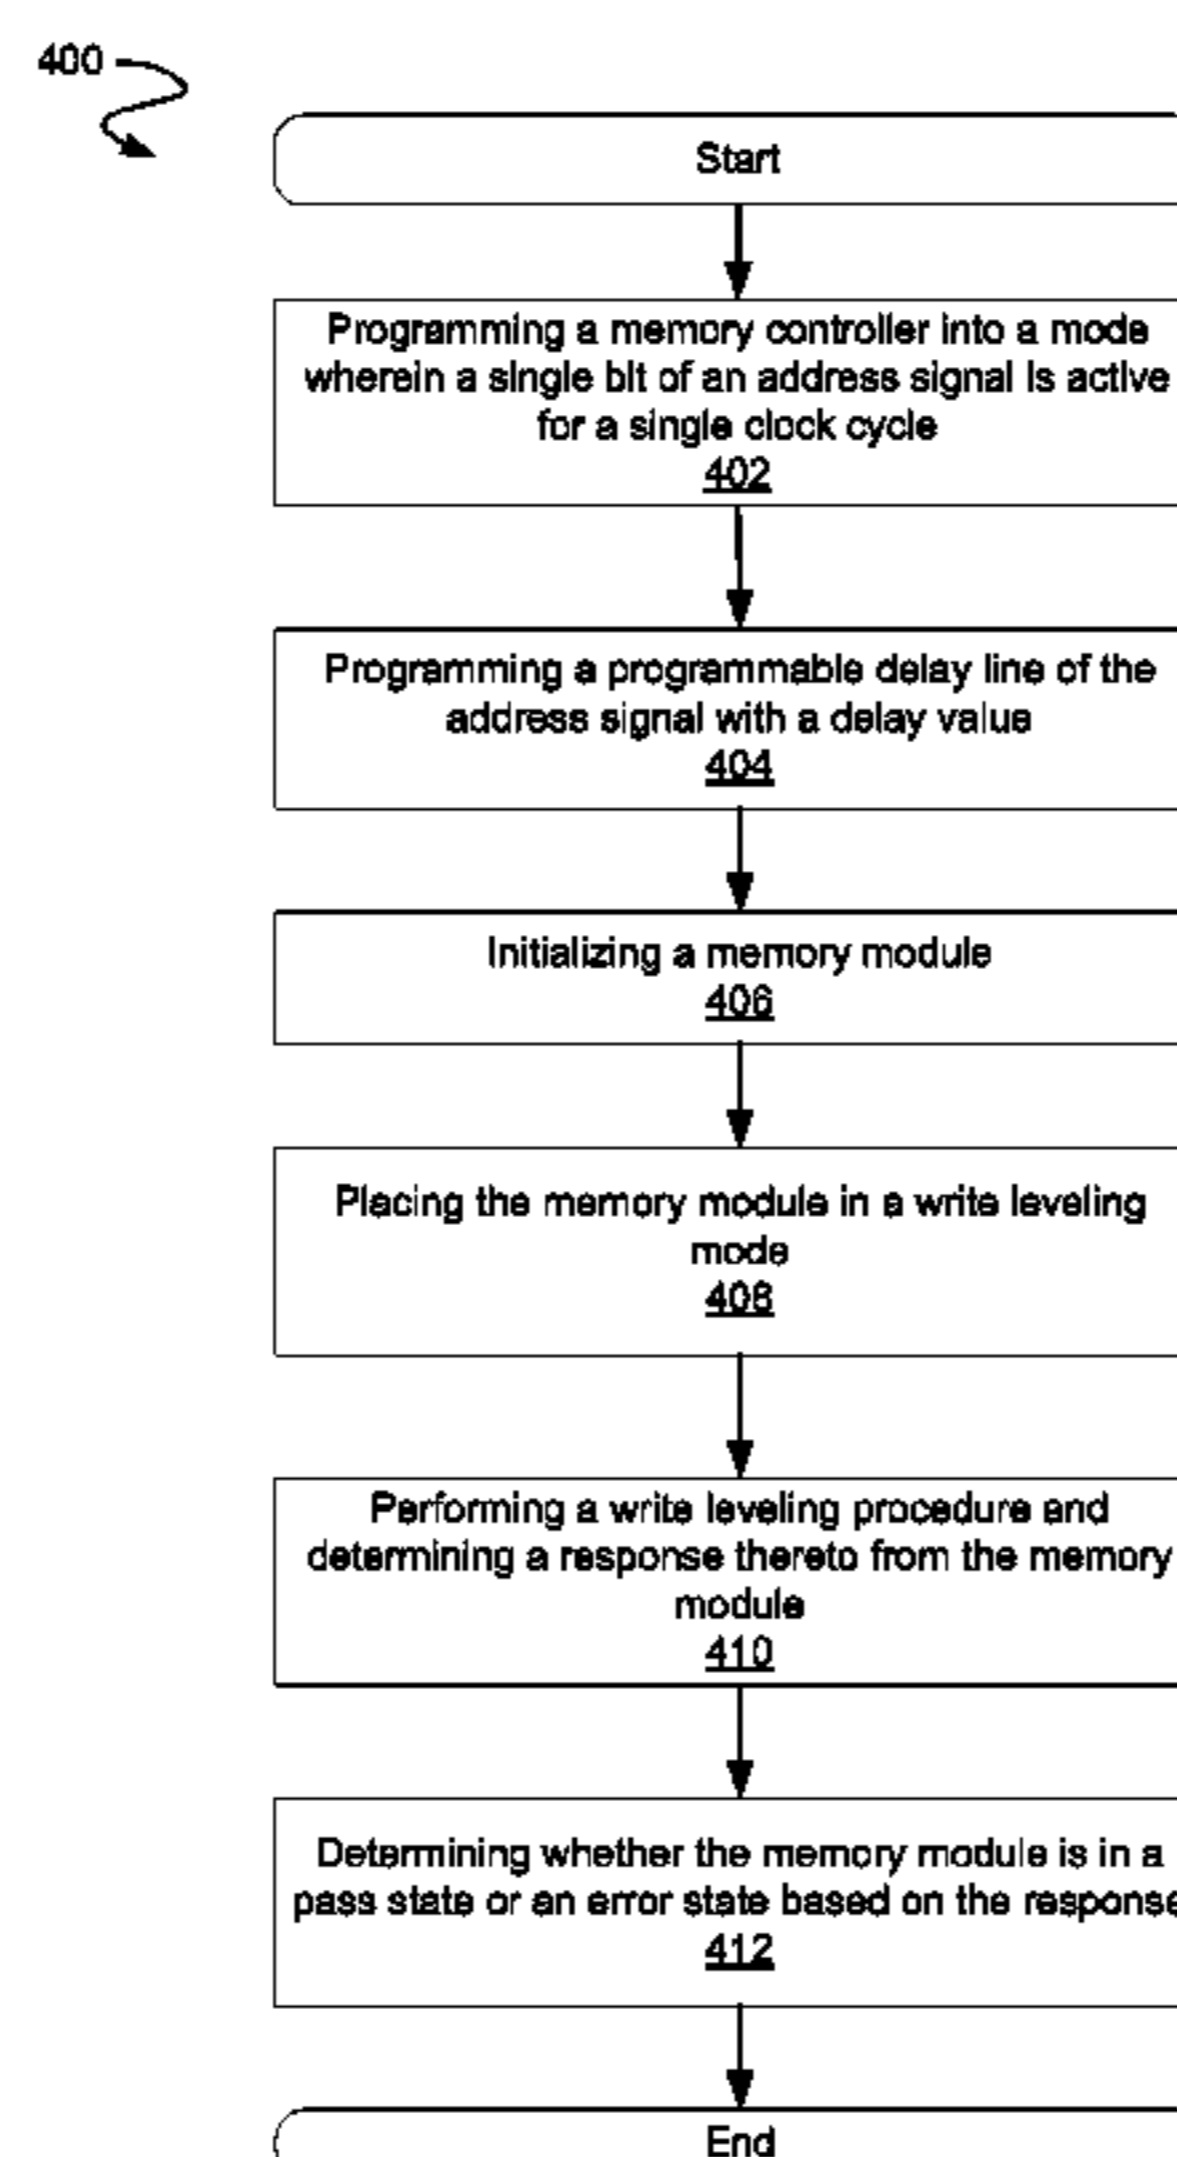 400
Start
Programming a memory controller into a mode
wherein a single bit of an address signal is active
for a single clock cycle
402
Programming a programmable delay line of the
address signal with a delay value
404
Initializing a memory module
406
Placing the memory module in a write leveling
mode
408
Performing a write leveling procedure and
determining a response thereto from the memory
module
410
Determining whether the memory module is in a
pass state or an error state based on the response
412
End